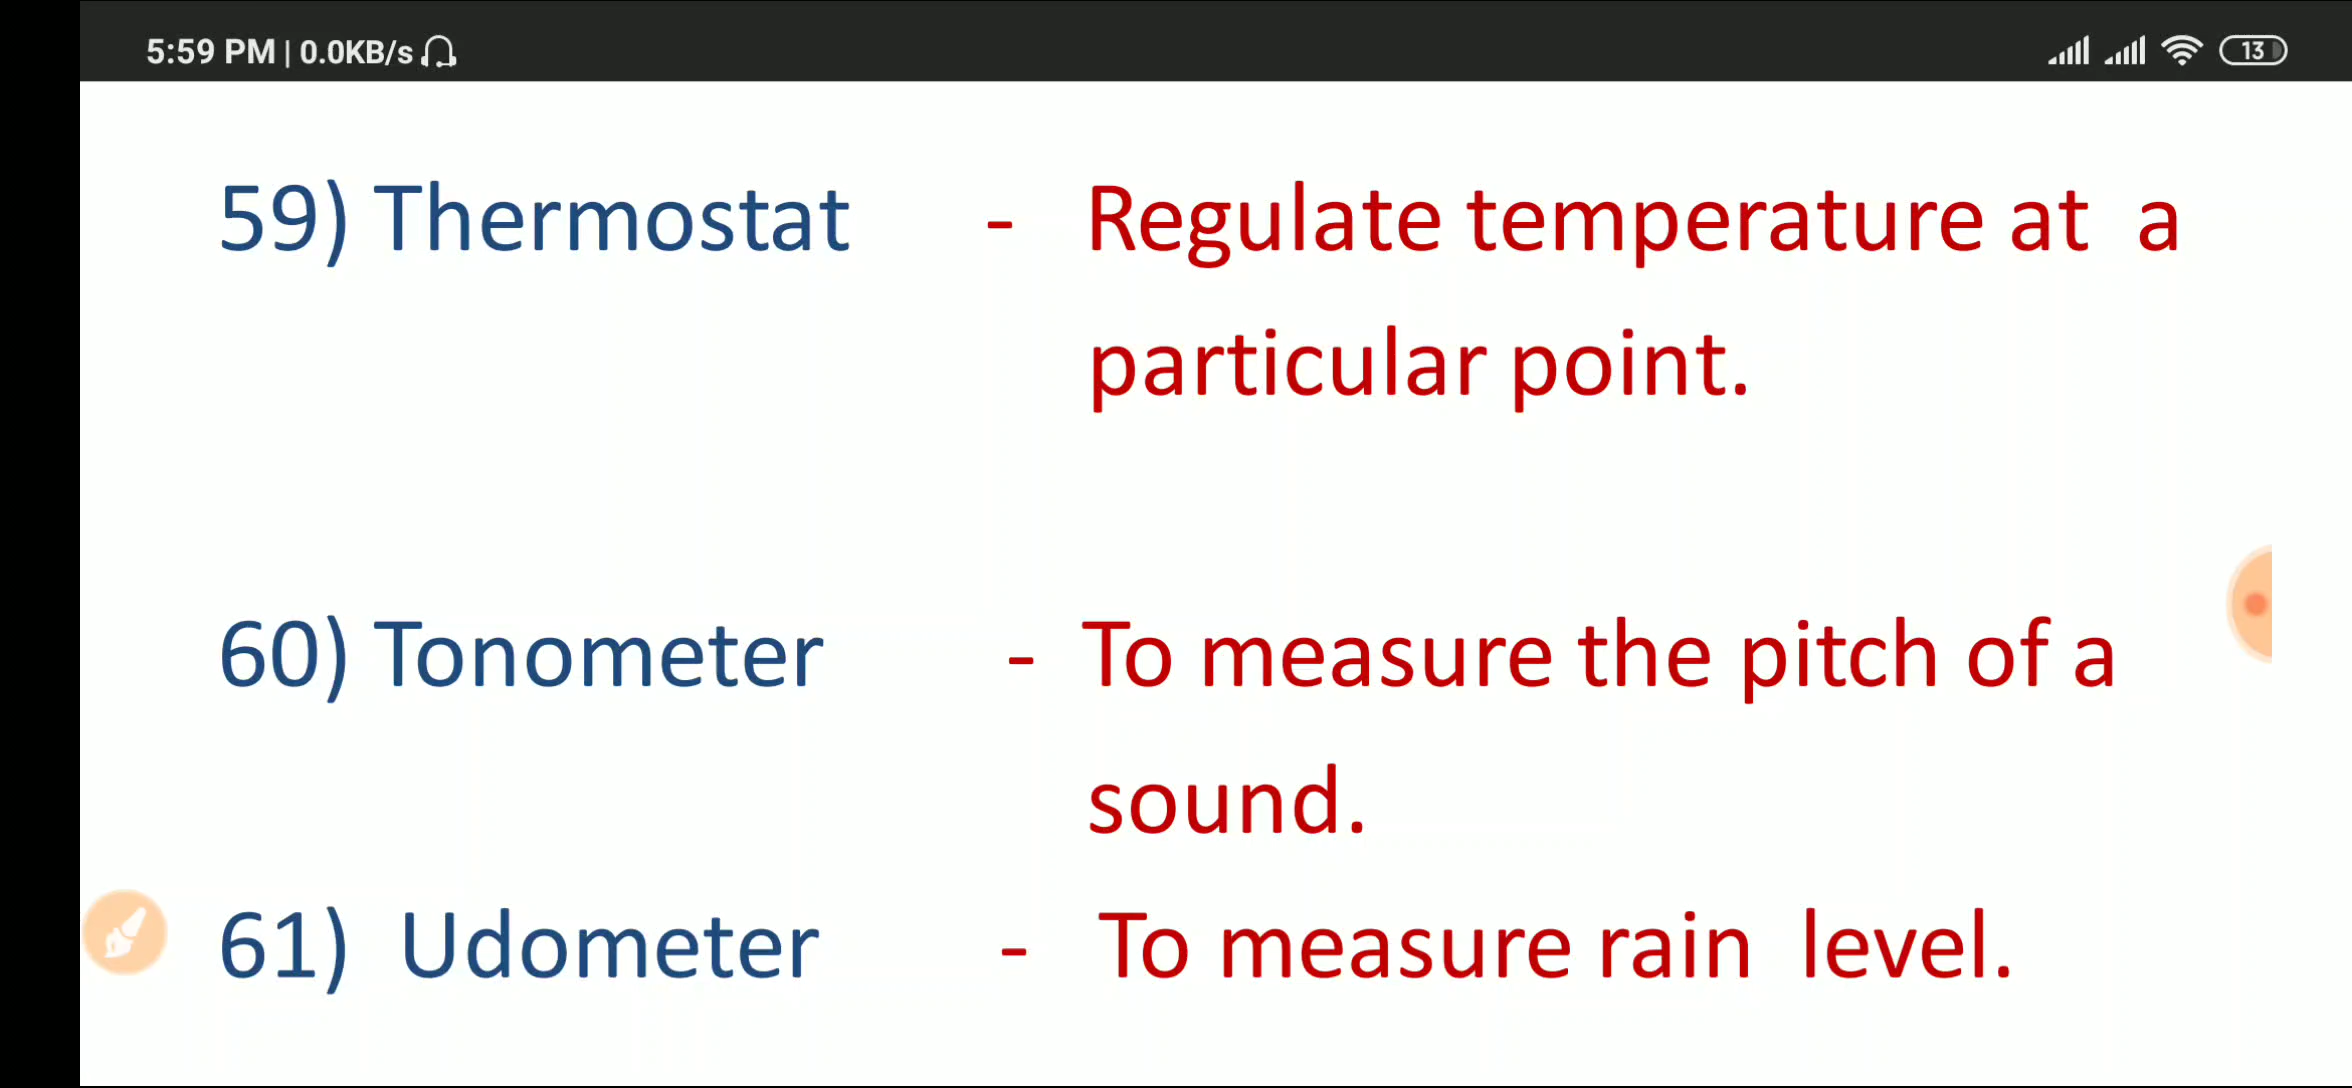 5:59 PM | 0.0KB/s
13
59) Thermostat - Regulate temperature at a
particular point.
60) Tonometer - To measure the pitch of a
sound.
61) Udometer - To measure rain level.